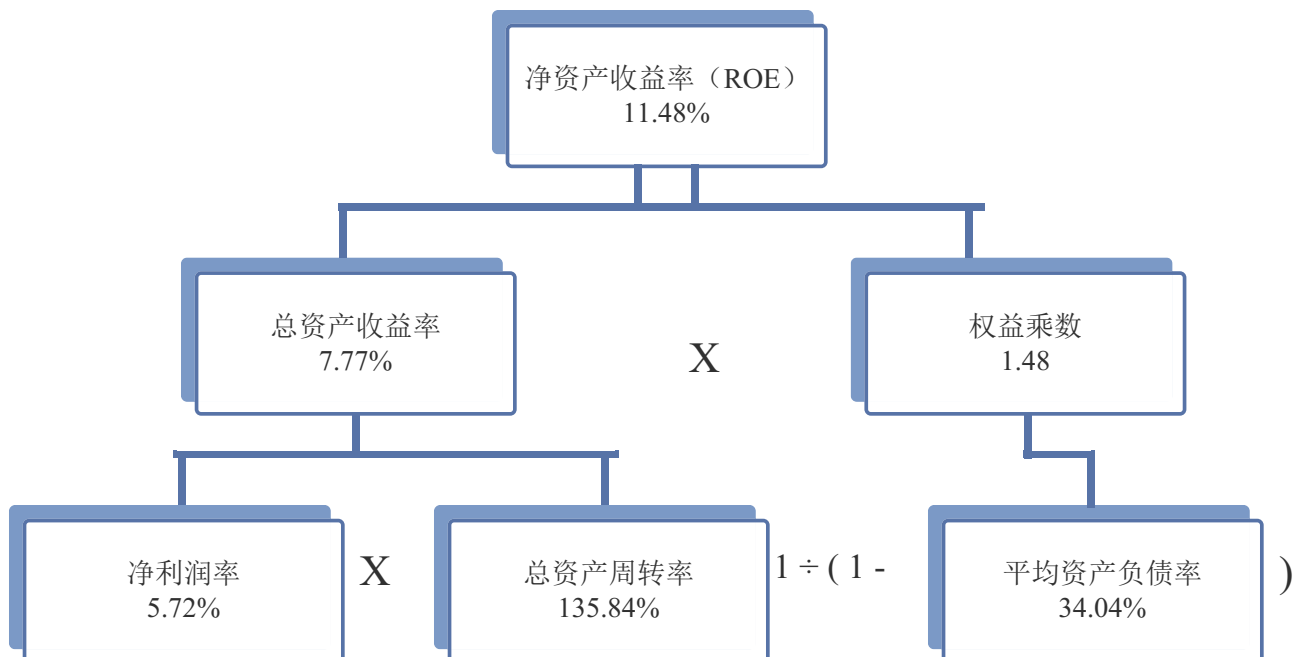 净资产收益率（ROE）
11.48%
总资产收益率
7.77%
X
权益乘数
1.48
净利润率
5.72%
X
总资产周转率
135.84%
1 ÷ ( 1 -
平均资产负债率
34.04%
)